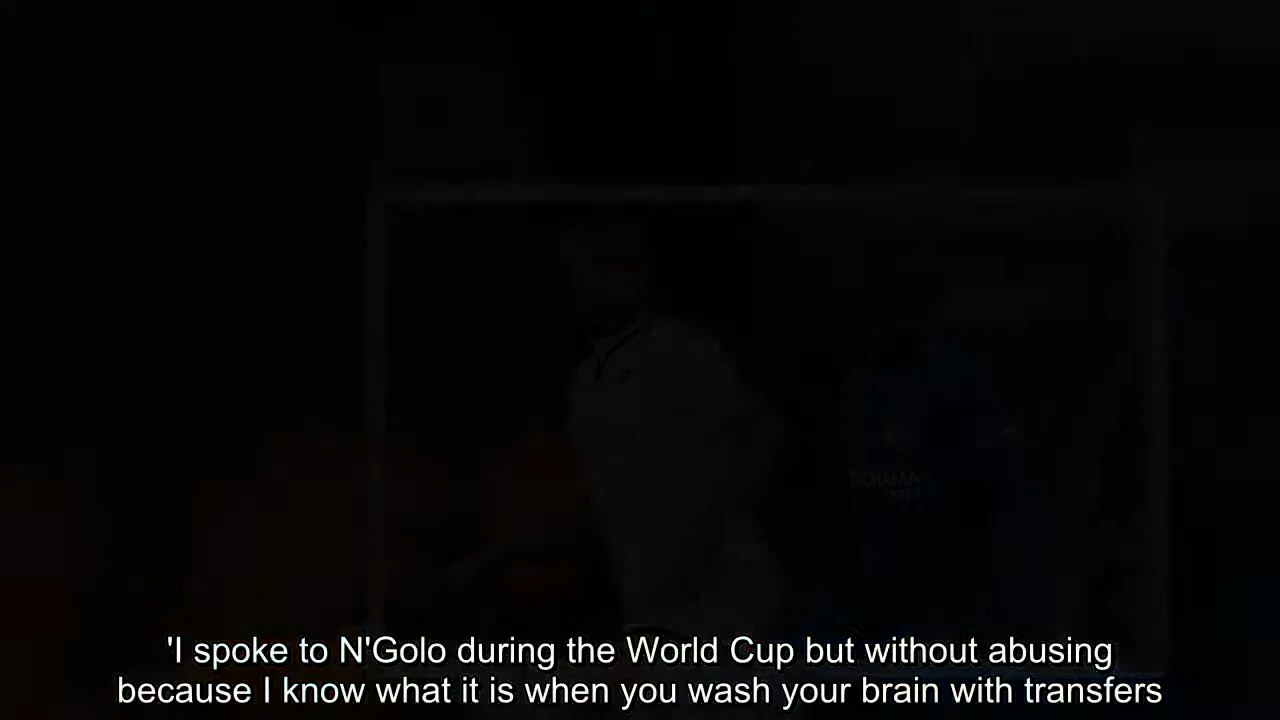 'I spoke to N'Golo during the World Cup but without abusing
because I know what it is when you wash your brain with transfers